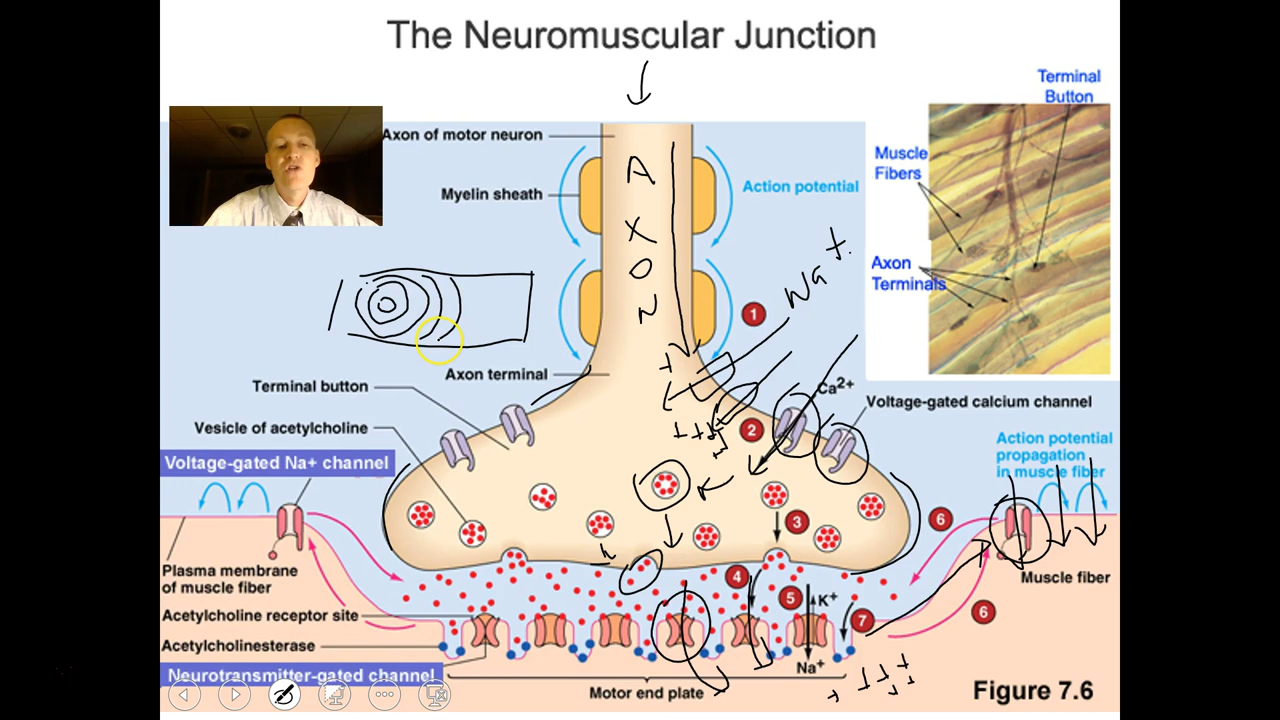 The Neuromuscular Junction
Terminal
Button
Axon of motor neuron
Myelin sheath
Action potential
Muscle
Fibers
Axon
Terminals
A
X
O
N
Na+
1
+
Axon terminal
Terminal button
Ca2+
Voltage-gated calcium channel
Vesicle of acetylcholine
+++
2
Voltage-gated Na+ channel
Action potential
propagation
in muscle fiber
3
6
Plasma membrane
of muscle fiber
Muscle fiber
4
5
K+
6
7
Acetylcholine receptor site
Acetylcholinesterase
Neurotransmitter-gated channel
Na+
Motor end plate
Figure 7.6